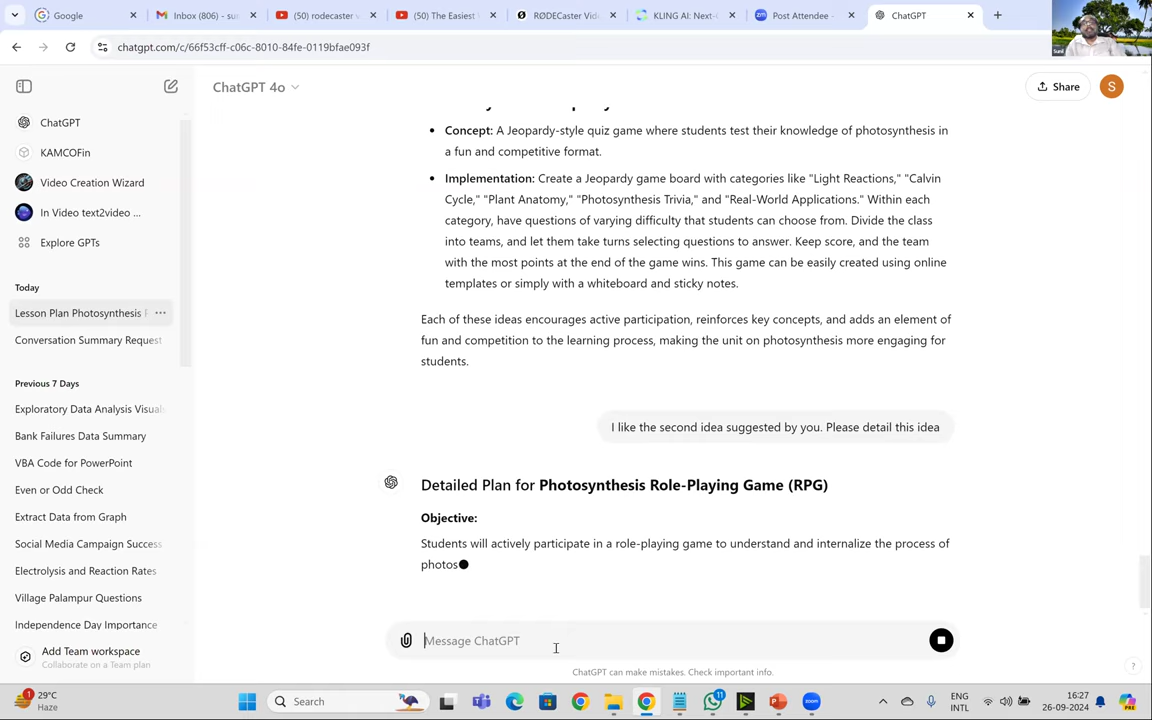 Google
Inbox (806) - su
(50) rodecaster v
(50) The Easiest
RØDECaster Vid
KLING AI: Next-
Post Attendee -
ChatGPT
chatgpt.com/c/66f53cff-c06c-8010-84fe-0119bfae093f
Sunil
ChatGPT 4o
Share
S
ChatGPT
KAMCOFin
Video Creation Wizard
In Video text2video ...
Explore GPTs
Today
Lesson Plan Photosynthesis
Conversation Summary Request
Previous 7 Days
Exploratory Data Analysis Visual
Bank Failures Data Summary
VBA Code for PowerPoint
Even or Odd Check
Extract Data from Graph
Social Media Campaign Success
Electrolysis and Reaction Rates
Village Palampur Questions
Independence Day Importance
Add Team workspace
Collaborate on a Team plan
• Concept: A Jeopardy-style quiz game where students test their knowledge of photosynthesis in
a fun and competitive format.
• Implementation: Create a Jeopardy game board with categories like "Light Reactions," "Calvin
Cycle," "Plant Anatomy," "Photosynthesis Trivia," and "Real-World Applications." Within each
category, have questions of varying difficulty that students can choose from. Divide the class
into teams, and let them take turns selecting questions to answer. Keep score, and the team
with the most points at the end of the game wins. This game can be easily created using online
templates or simply with a whiteboard and sticky notes.
Each of these ideas encourages active participation, reinforces key concepts, and adds an element of
fun and competition to the learning process, making the unit on photosynthesis more engaging for
students.
I like the second idea suggested by you. Please detail this idea
Detailed Plan for Photosynthesis Role-Playing Game (RPG)
Objective:
Students will actively participate in a role-playing game to understand and internalize the process of
photos
Message ChatGPT
ChatGPT can make mistakes. Check important info.
?
1
29°C
Haze
Search
11
ENG
INTL
16:27
26-09-2024
PRE